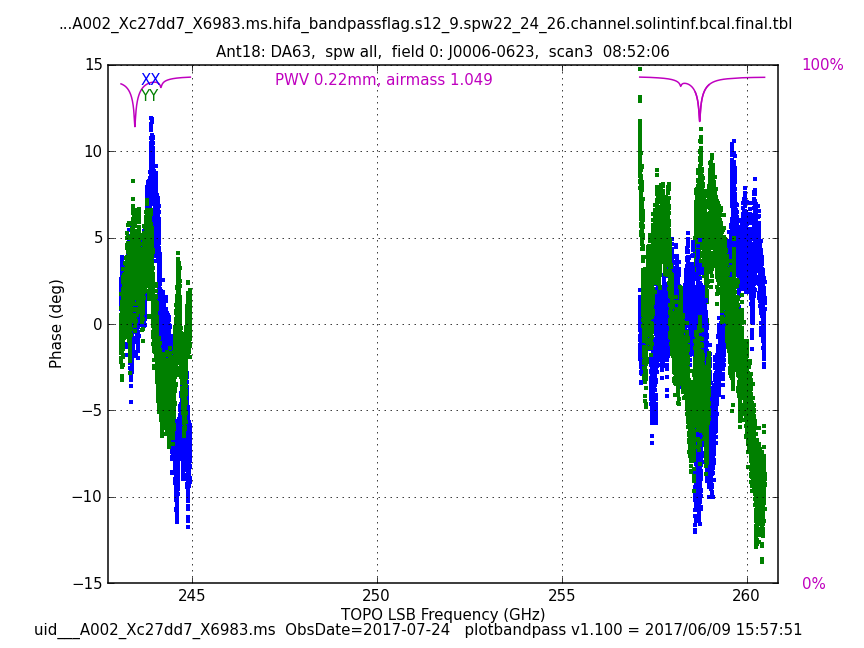 ...A002_Xc27dd7_X6983.ms.hifa_bandpassflag.s12_9.spw22_24_26.channel.solintinf.bcal.final.tbl
Ant18: DA63,  spw all,  field 0: J0006-0623,  scan3  08:52:06
15
100%
XX
PWV 0.22mm, airmass 1.049
YY
10
5
0
Phase (deg)
−5
−10
−15
0%
245
250
255
260
TOPO LSB Frequency (GHz)
uid___A002_Xc27dd7_X6983.ms  ObsDate=2017-07-24   plotbandpass v1.100 = 2017/06/09 15:57:51